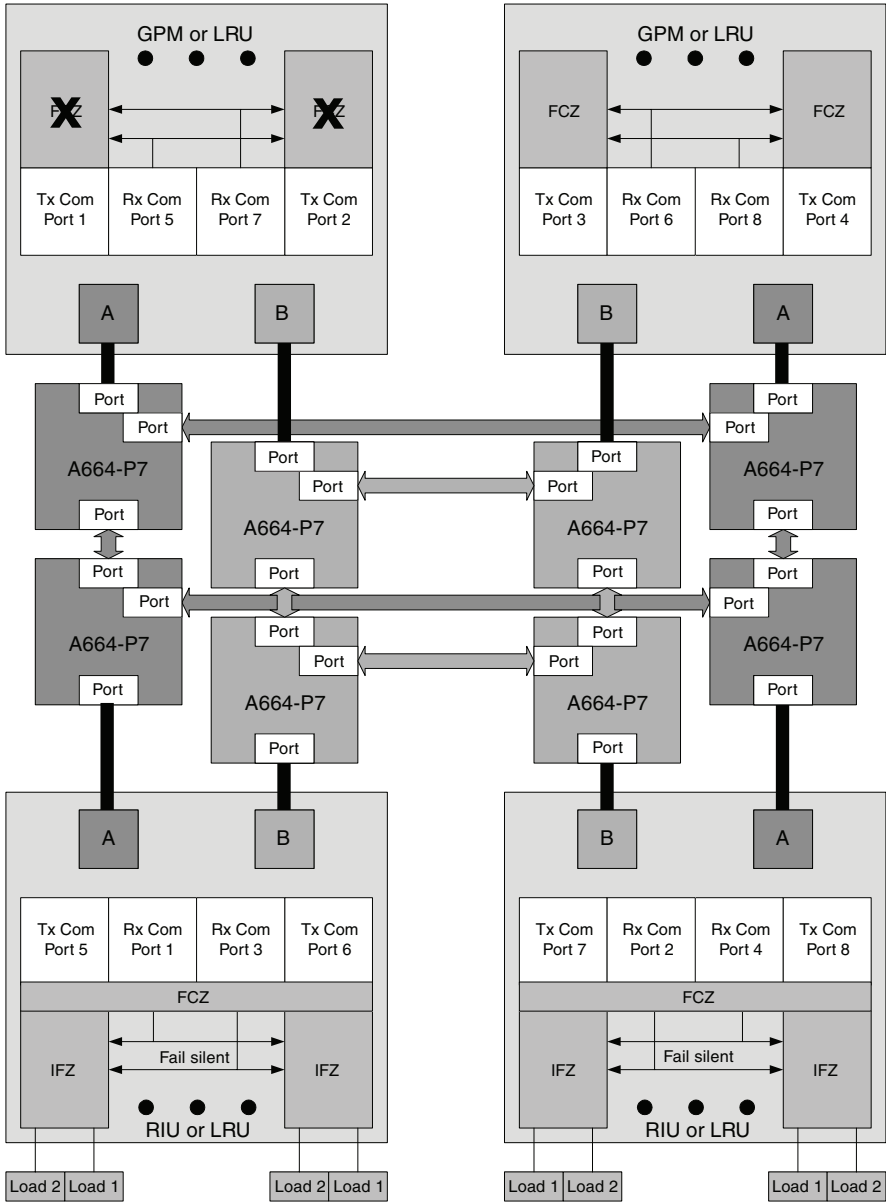 GPM or LRU
GPM or LRU
FCZ
X
FCZ
X
FCZ
FCZ
Tx Com
Port 1
Rx Com
Port 5
Rx Com
Port 7
Tx Com
Port 2
Tx Com
Port 3
Rx Com
Port 6
Rx Com
Port 8
Tx Com
Port 4
A
B
B
A
Port
Port
A664-P7
Port
Port
Port
A664-P7
Port
Port
Port
A664-P7
Port
Port
Port
A664-P7
Port
Port
Port
A664-P7
Port
Port
Port
A664-P7
Port
Port
Port
A664-P7
Port
Port
Port
A664-P7
Port
A
B
B
A
Tx Com
Port 5
Rx Com
Port 1
Rx Com
Port 3
Tx Com
Port 6
Tx Com
Port 7
Rx Com
Port 2
Rx Com
Port 4
Tx Com
Port 8
FCZ
FCZ
IFZ
Fail silent
IFZ
IFZ
Fail silent
IFZ
RIU or LRU
RIU or LRU
Load 2
Load 1
Load 2
Load 1
Load 1
Load 2
Load 1
Load 2